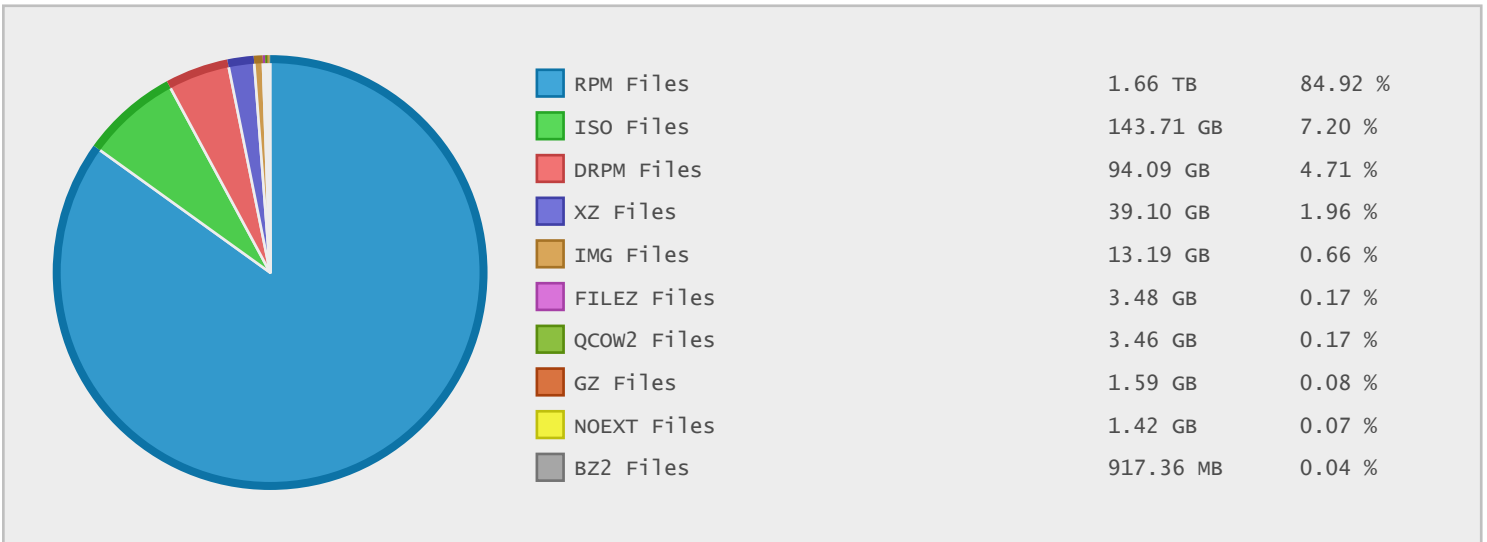 RPM Files 1.66 TB 84.92 %
ISO Files 143.71 GB 7.20 %
DRPM Files 94.09 GB 4.71 %
XZ Files 39.10 GB 1.96 %
IMG Files 13.19 GB 0.66 %
FILEZ Files 3.48 GB 0.17 %
QCOW2 Files 3.46 GB 0.17 %
GZ Files 1.59 GB 0.08 %
NOEXT Files 1.42 GB 0.07 %
BZ2 Files 917.36 MB 0.04 %